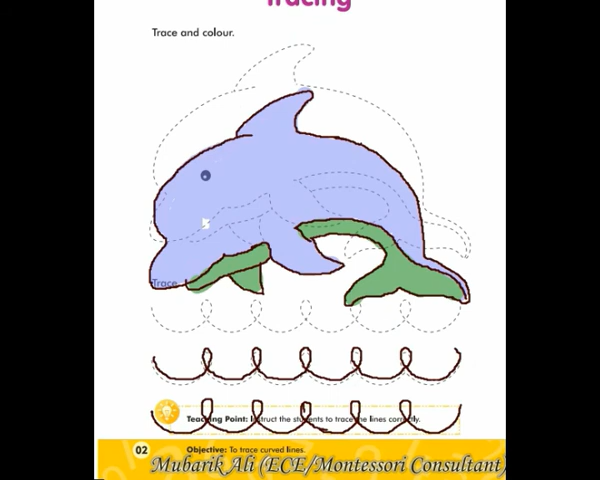 Tracing
Trace and colour.
Trace.
Teaching Point: Instruct the students to trace the lines correctly.
02
Objective: To trace curved lines.
Mubarik Ali (ECE/Montessori Consultant)